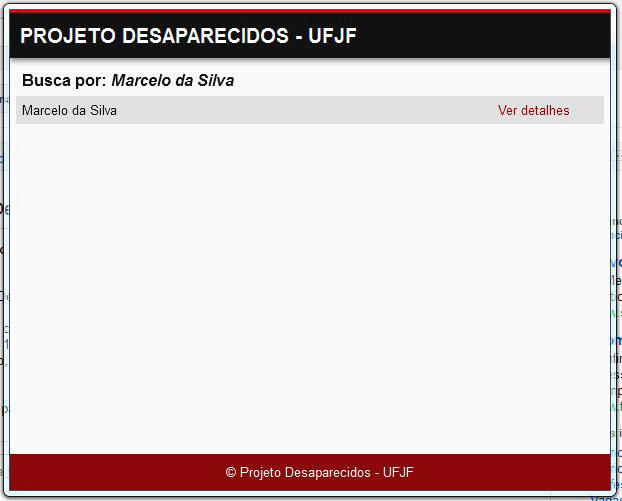 PROJETO DESAPARECIDOS - UFJF
Busca por: Marcelo da Silva
Marcelo da Silva Ver detalhes
© Projeto Desaparecidos - UFJF